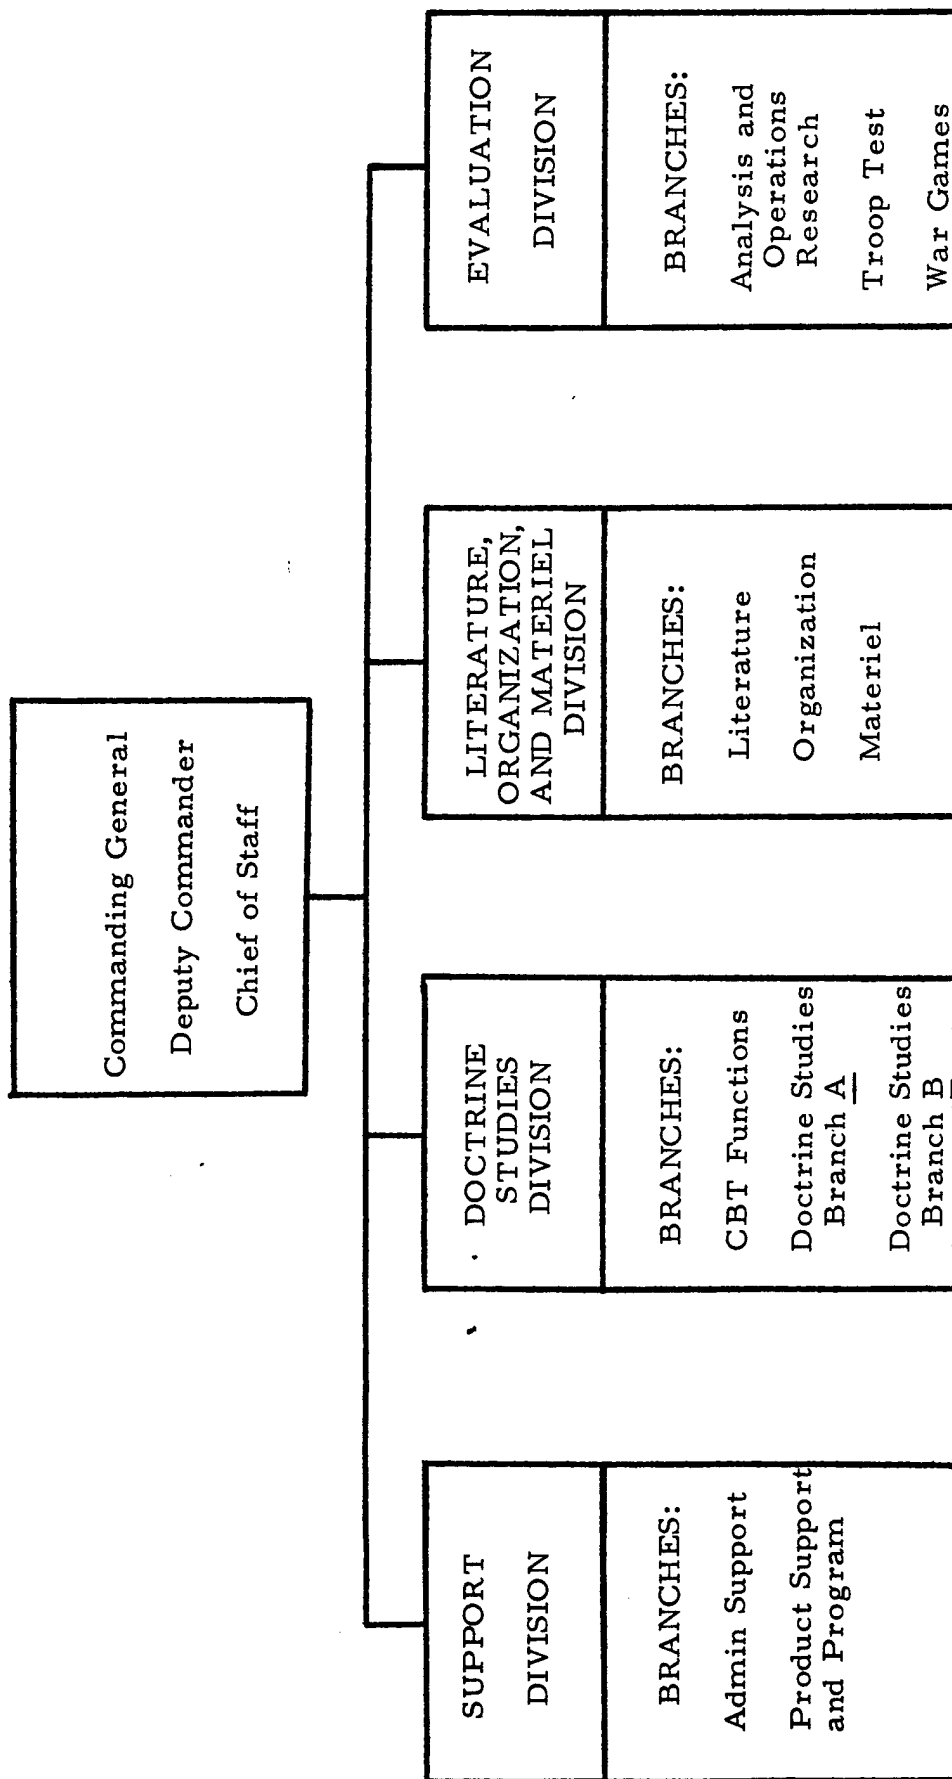 Commanding General
Deputy Commander
Chief of Staff
SUPPORT
DIVISION
BRANCHES:
Admin Support
Product Support
and Program
DOCTRINE
STUDIES
DIVISION
BRANCHES:
CBT Functions
Doctrine Studies
Branch A
Doctrine Studies
Branch B
LITERATURE,
ORGANIZATION,
AND MATERIEL
DIVISION
BRANCHES:
Literature
Organization
Materiel
EVALUATION
DIVISION
BRANCHES:
Analysis and
Operations
Research
Troop Test
War Games